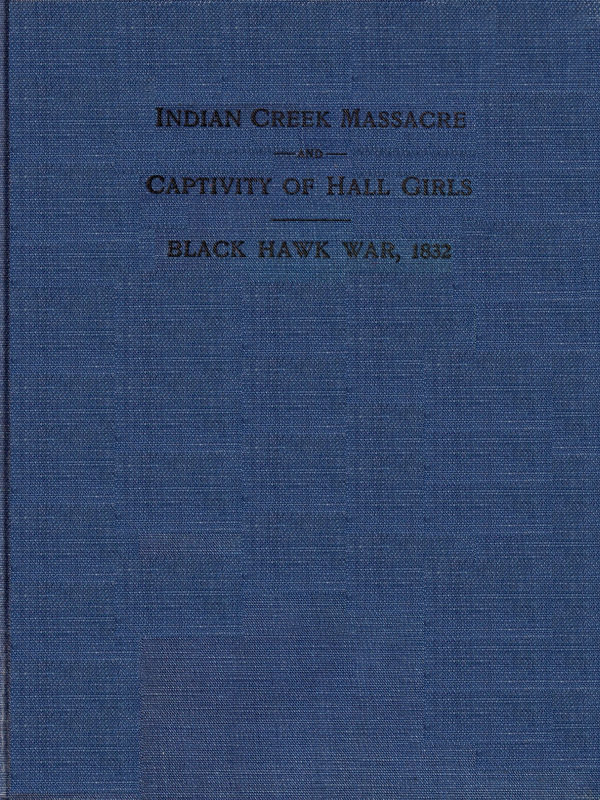 INDIAN CREEK MASSACRE
—AND—
CAPTIVITY OF HALL GIRLS
BLACK HAWK WAR, 1832